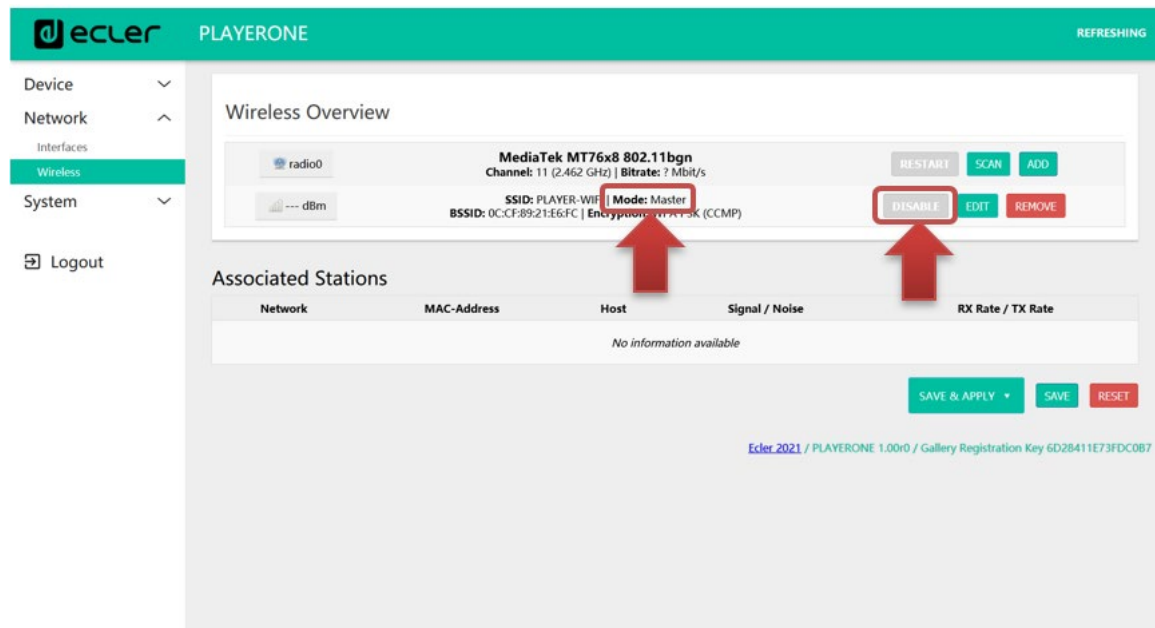 ecler
PLAYERONE
REFRESHING
Device
Network
Interfaces
Wireless
System
Logout
Wireless Overview
radio0
MediaTek MT76x8 802.11bgn
Channel: 11 (2.462 GHz) | Bitrate: ? Mbit/s
RESTART SCAN ADD
--- dBm
SSID: PLAYER-WIF | Mode: Master
BSSID: 0C:CF:89:21:E6:FC | (CCMP)
DISABLE EDIT REMOVE
Associated Stations
Network MAC-Address Host Signal / Noise RX Rate / TX Rate
No information available
SAVE & APPLY SAVE RESET
Ecler 2021 / PLAYERONE 1.00r0 / Gallery Registration Key 6D28411E73FDC0B7